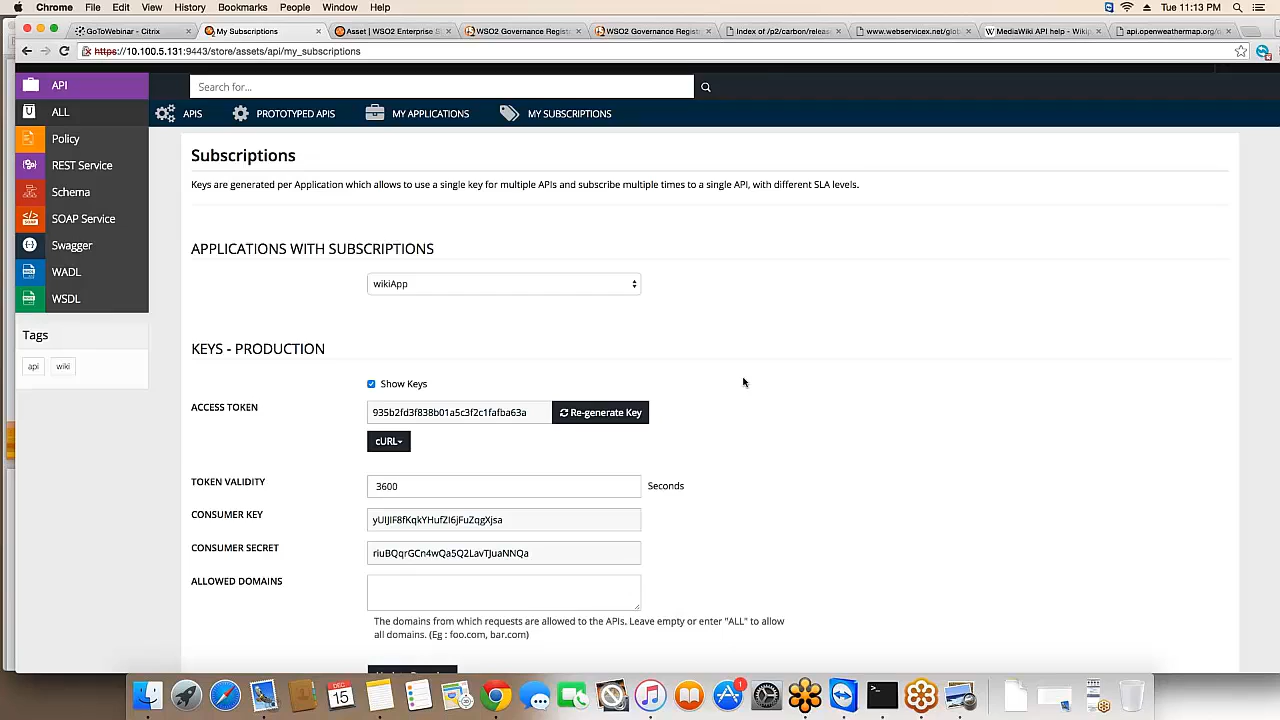 Chrome File Edit View History Bookmarks People Window Help Tue 11:13 PM
GoToWebinar - Citrix My Subscriptions Asset | WSO2 Enterprise S WSO2 Governance Regist WSO2 Governance Regist Index of /p2/carbon/releas www.webservicex.net/glob MediaWiki API help - Wikip api.openweathermap.org/
https://10.100.5.131:9443/store/assets/api/my_subscriptions
API
Search for...
ALL
APIS PROTOTYPED APIS MY APPLICATIONS MY SUBSCRIPTIONS
Policy
REST Service
Schema
SOAP Service
Swagger
WADL
WSDL
Tags
api wiki
Subscriptions
Keys are generated per Application which allows to use a single key for multiple APIs and subscribe multiple times to a single API, with different SLA levels.
APPLICATIONS WITH SUBSCRIPTIONS
wikiApp
KEYS - PRODUCTION
Show Keys
ACCESS TOKEN 935b2fd3f838b01a5c3f2c1fafba63a Re-generate Key
cURL
TOKEN VALIDITY 3600 Seconds
CONSUMER KEY yUIJIF8fKqkYHufZI6jFuZqgXjsa
CONSUMER SECRET riuBQqrGCn4wQa5Q2LavTJuaNNQa
ALLOWED DOMAINS
The domains from which requests are allowed to the APIs. Leave empty or enter "ALL" to allow
all domains. (Eg : foo.com, bar.com)
DEC
15
1